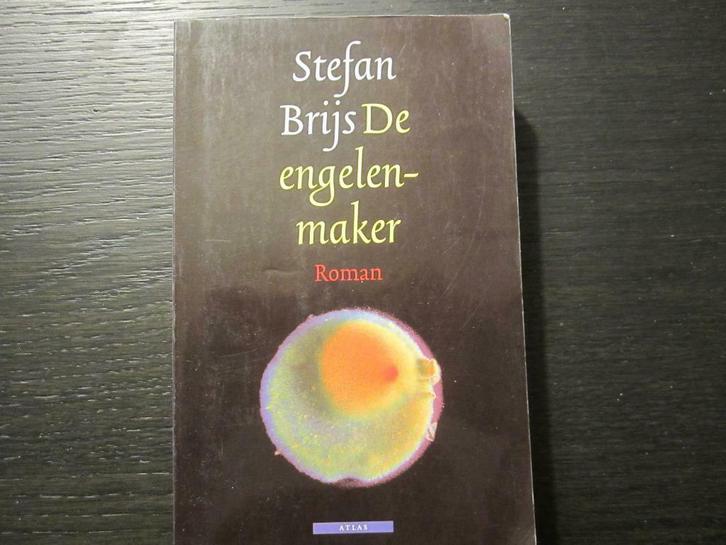 Stefan
Brijs De
engelen-
maker
Roman
ATLAS